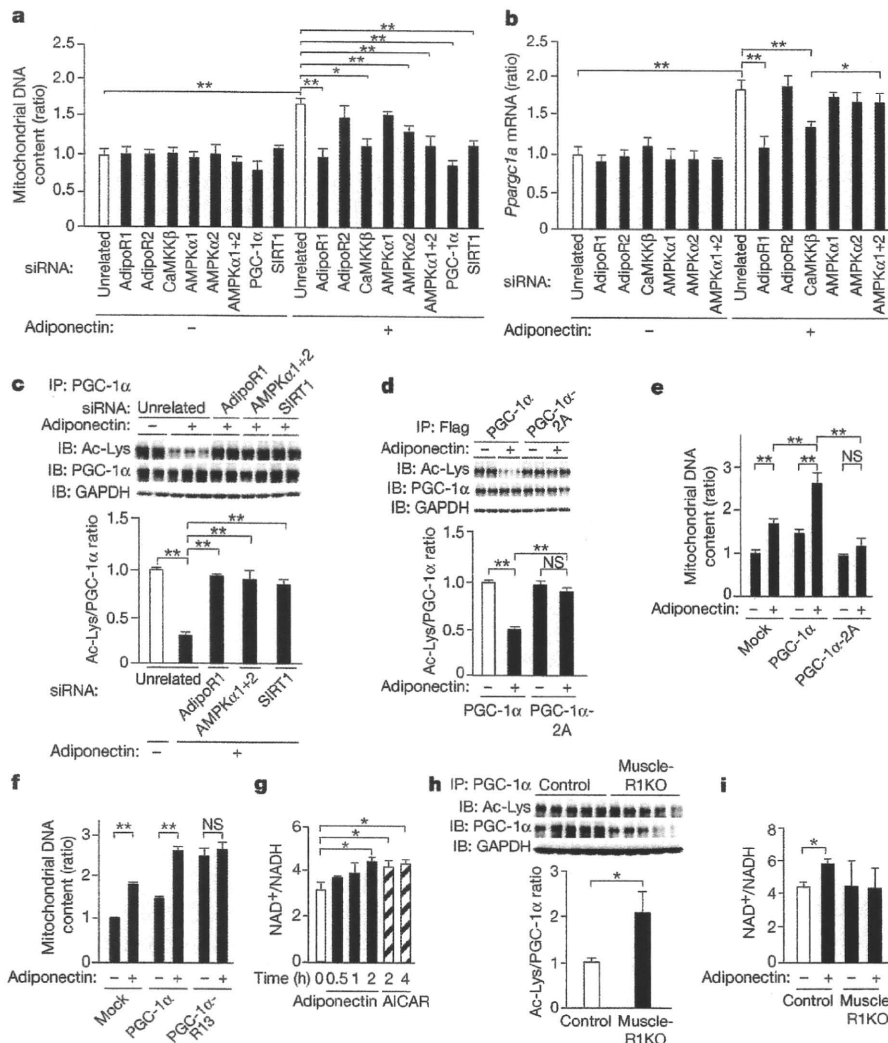 a
Mitochondrial DNA content (ratio)
2.5
2.0
1.5
1.0
0.5
0
**
**
*
**
**
**
**
**
siRNA:
Unrelated
AdipoR1
AdipoR2
CaMKKβ
AMPKα1
AMPKα2
AMPKα1+2
PGC-1α
SIRT1
Unrelated
AdipoR1
AdipoR2
CaMKKβ
AMPKα1
AMPKα2
AMPKα1+2
PGC-1α
SIRT1
Adiponectin: − +
b
Ppargc1a mRNA (ratio)
2.5
2.0
1.5
1.0
0.5
0
**
**
**
*
siRNA:
Unrelated
AdipoR1
AdipoR2
CaMKKβ
AMPKα1
AMPKα2
AMPKα1+2
Unrelated
AdipoR1
AdipoR2
CaMKKβ
AMPKα1
AMPKα2
AMPKα1+2
Adiponectin: − +
c
IP: PGC-1α
siRNA: Unrelated AdipoR1 AMPKα1+2 SIRT1
Adiponectin: − + + + +
IB: Ac-Lys
IB: PGC-1α
IB: GAPDH
Ac-Lys/PGC-1α ratio
1.0
0.5
0
**
**
**
**
siRNA: Unrelated AdipoR1 AMPKα1+2 SIRT1
Adiponectin: − +
d
IP: Flag PGC-1α PGC-1α-2A
Adiponectin: − + − +
IB: Ac-Lys
IB: PGC-1α
IB: GAPDH
Ac-Lys/PGC-1α ratio
1.0
0.5
0
**
**
NS
Adiponectin: − + − +
PGC-1α PGC-1α-2A
e
Mitochondrial DNA content (ratio)
3
2
1
0
** ** ** ** NS
Adiponectin: − + − + − +
Mock PGC-1α PGC-1α-2A
f
Mitochondrial DNA content (ratio)
3
2
1
0
** ** NS
Adiponectin: − + − + − +
Mock PGC-1α PGC-1α-R13
g
NAD+/NADH
6
4
2
0
*
*
*
Time (h) 0 0.5 1 2 2 4
Adiponectin AICAR
h
IP: PGC-1α Control Muscle-R1KO
IB: Ac-Lys
IB: PGC-1α
IB: GAPDH
Ac-Lys/PGC-1α ratio
3
2
1
0
*
Control Muscle-R1KO
i
NAD+/NADH
8
6
4
2
0
*
Adiponectin: − + − +
Control Muscle-R1KO